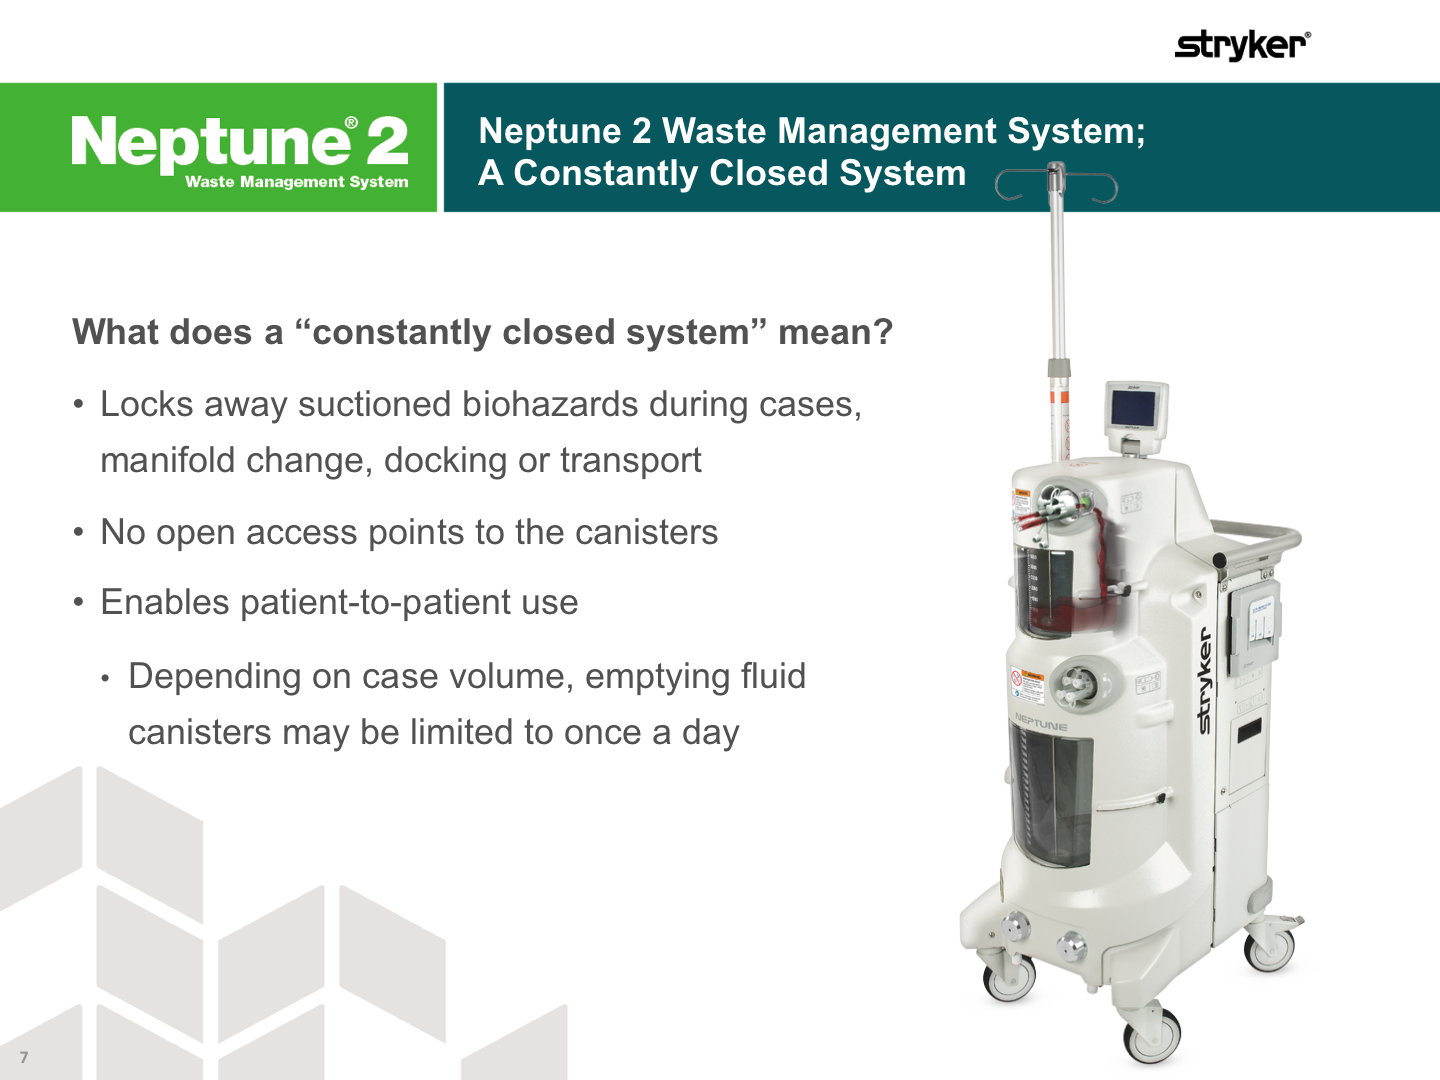 stryker®
Neptune® 2
Waste Management System
Neptune 2 Waste Management System;
A Constantly Closed System
What does a “constantly closed system” mean?
• Locks away suctioned biohazards during cases,
manifold change, docking or transport
• No open access points to the canisters
• Enables patient-to-patient use
• Depending on case volume, emptying fluid
canisters may be limited to once a day
stryker
NEPTUNE
stryker
7